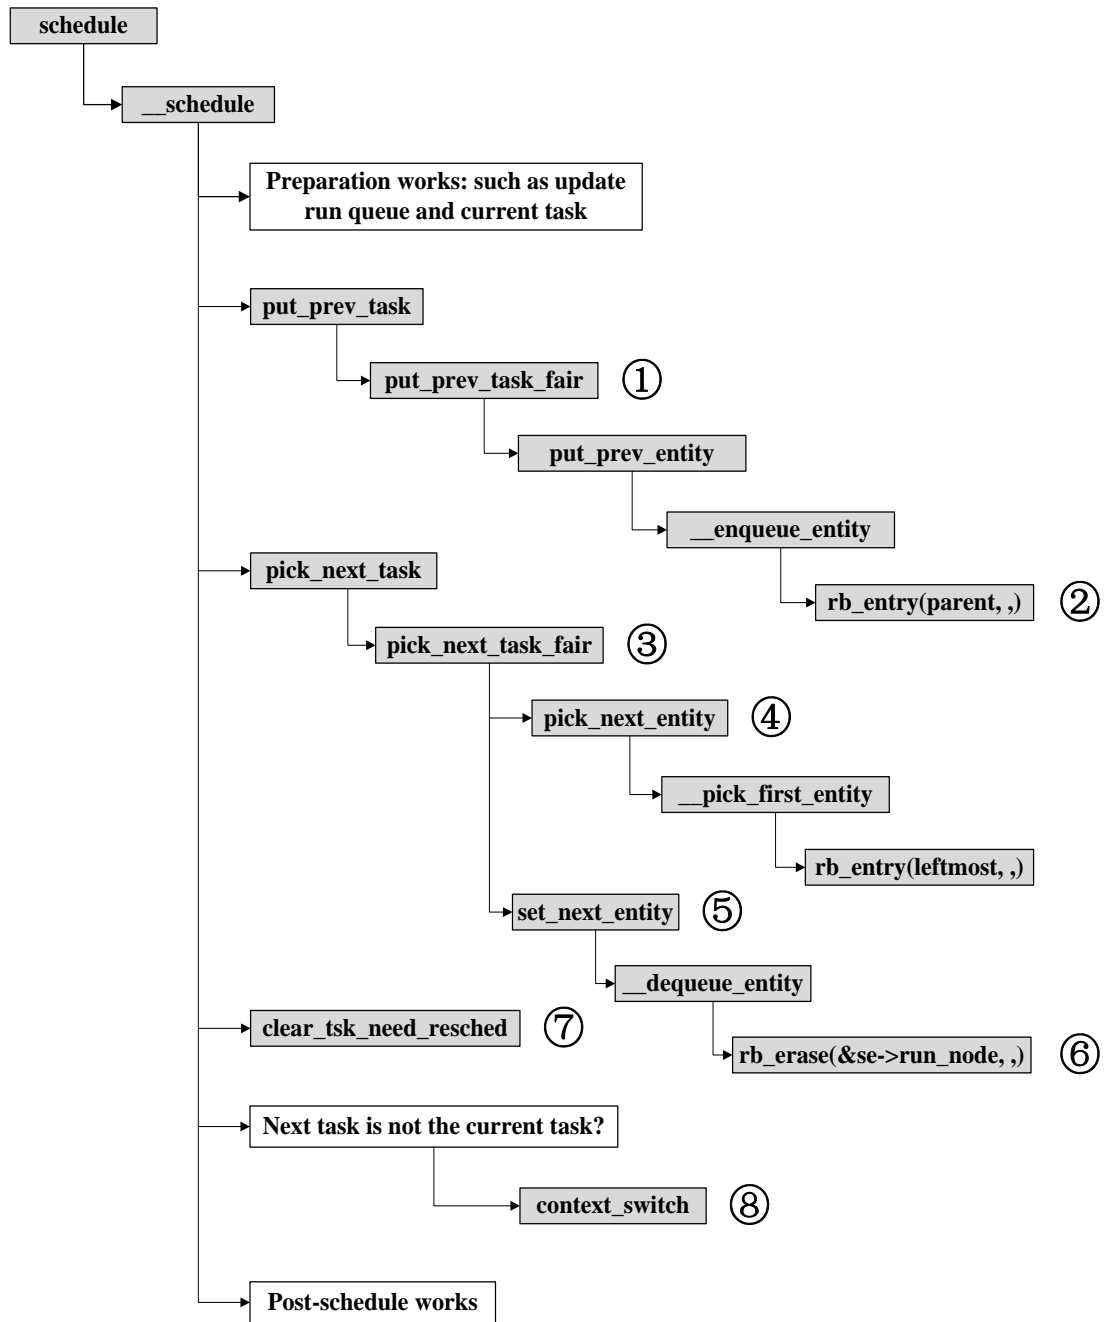 schedule
__schedule
Preparation works: such as update
run queue and current task
put_prev_task
put_prev_task_fair ①
put_prev_entity
__enqueue_entity
pick_next_task
rb_entry(parent, ,) ②
pick_next_task_fair ③
pick_next_entity ④
__pick_first_entity
rb_entry(leftmost, ,)
set_next_entity ⑤
__dequeue_entity
clear_tsk_need_resched ⑦
rb_erase(&se->run_node, ,) ⑥
Next task is not the current task?
context_switch ⑧
Post-schedule works